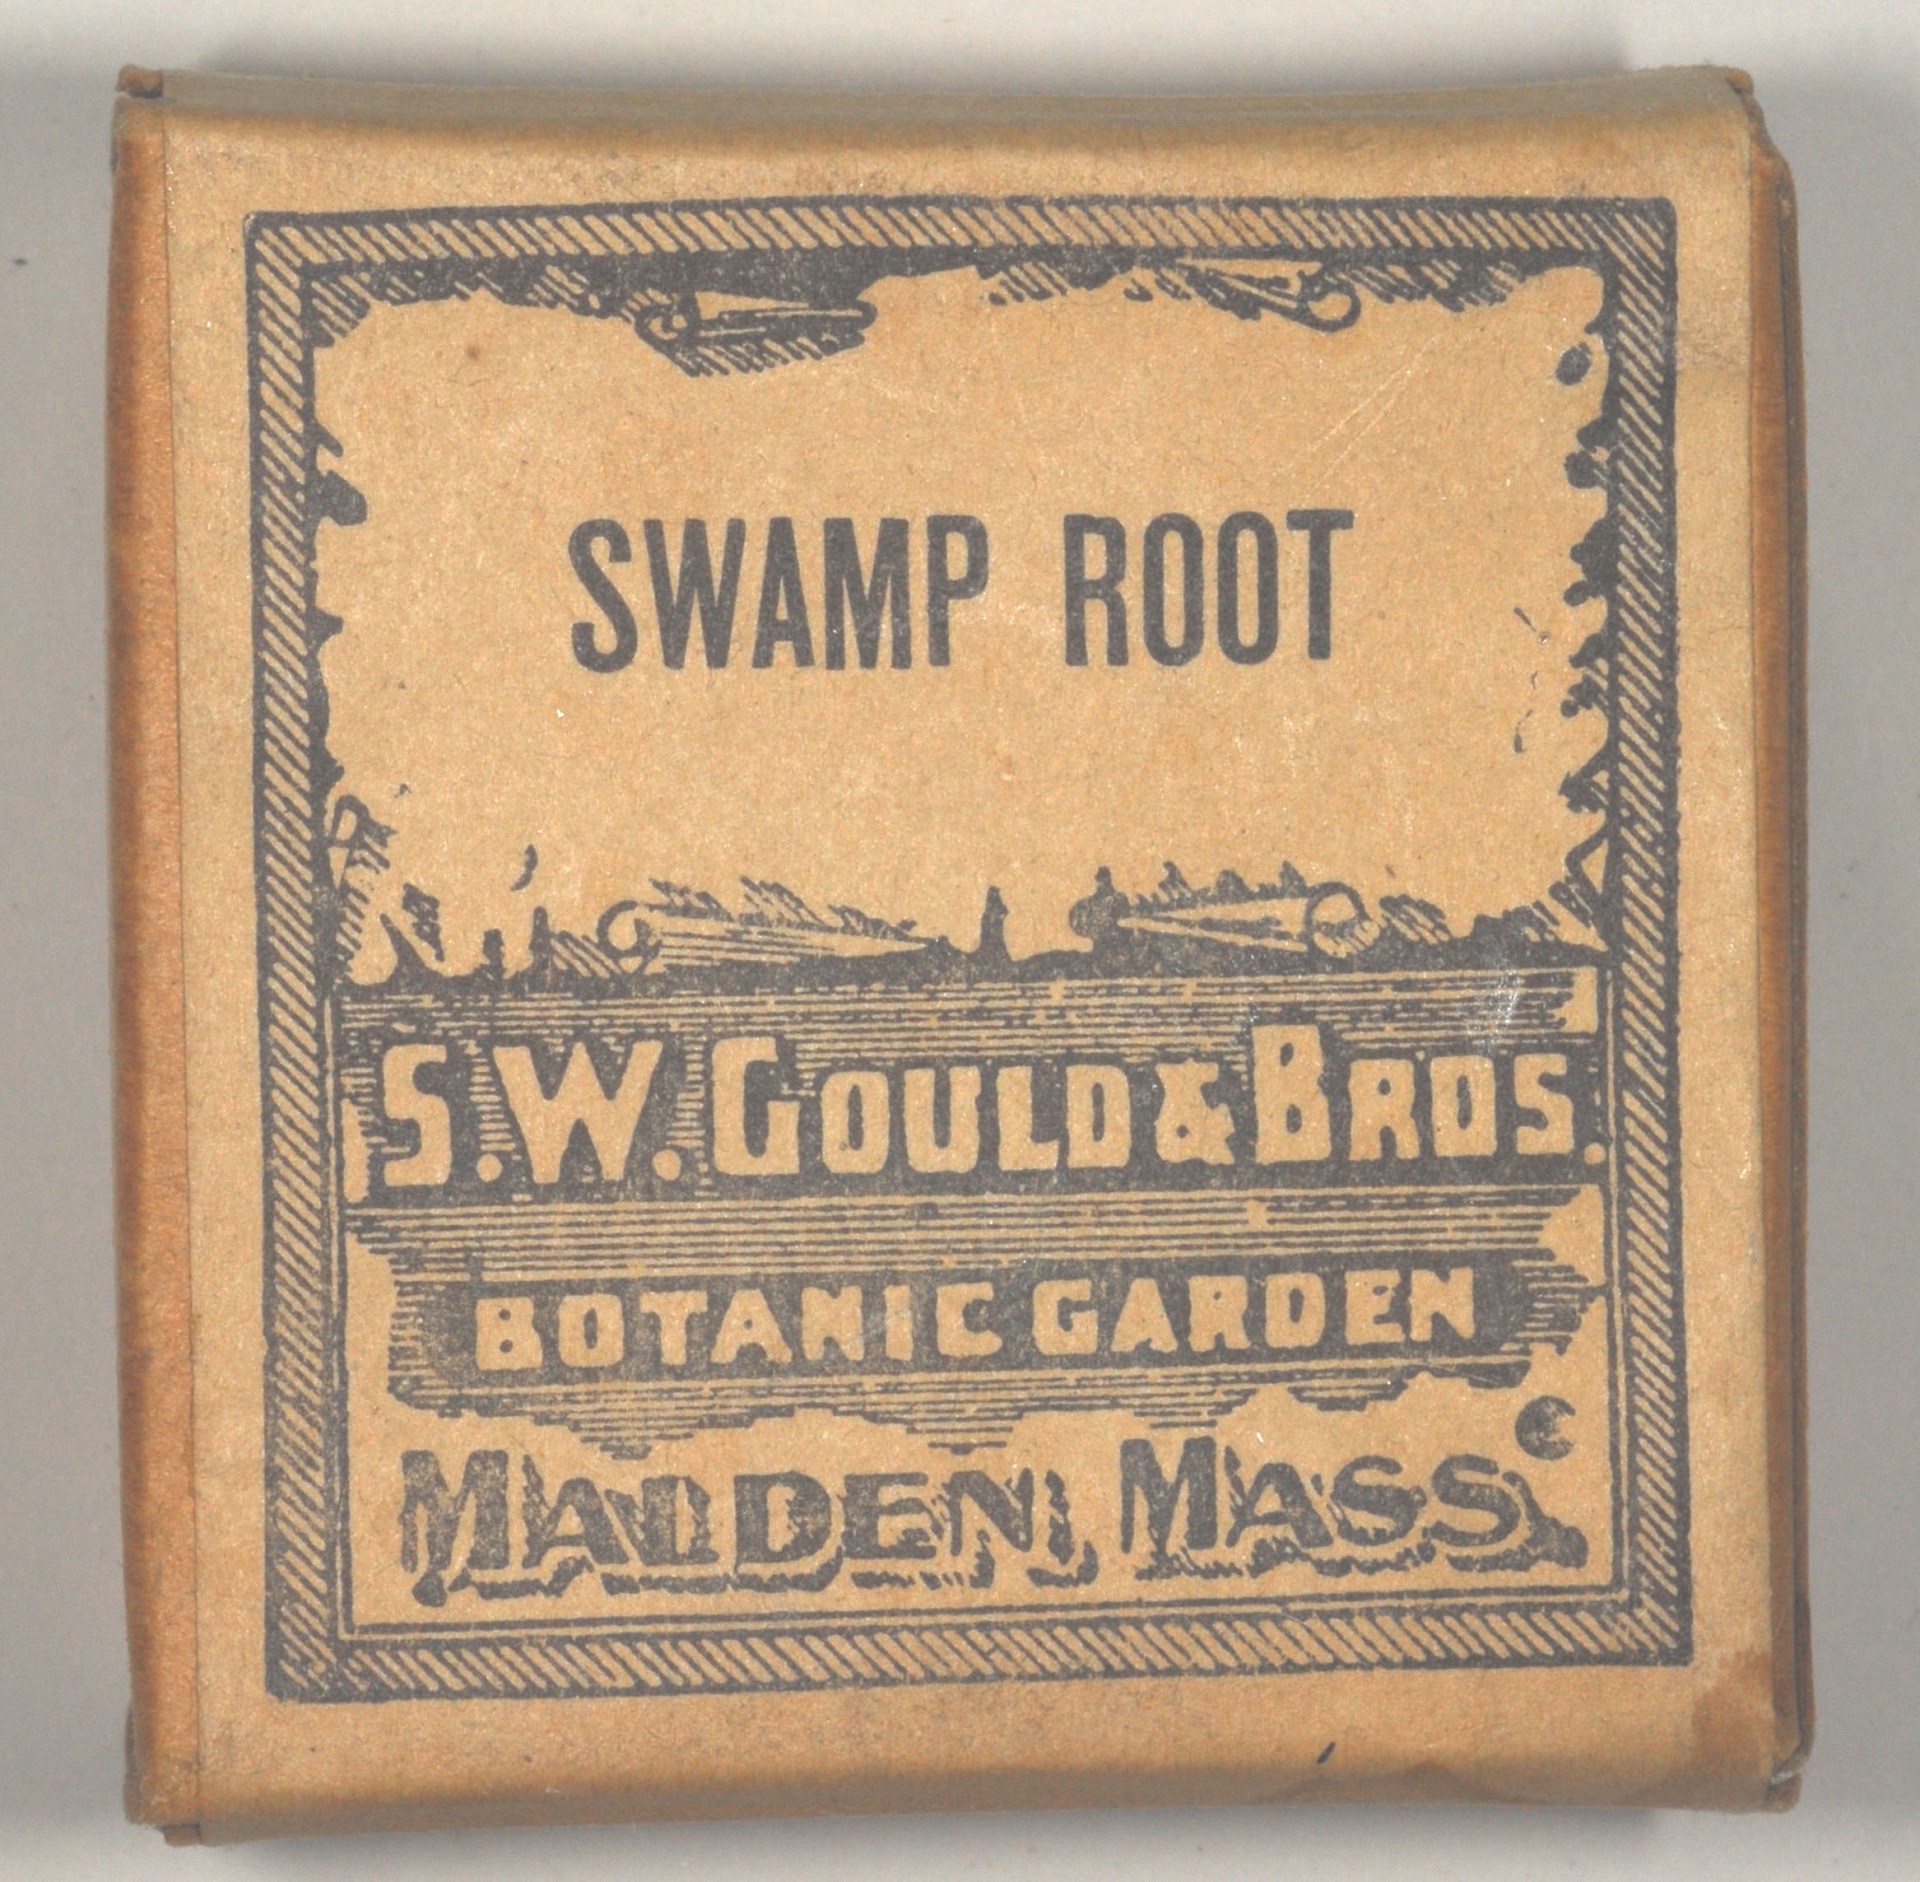 SWAMP ROOT
S.W. GOULD & BROS.
BOTANIC GARDEN
MALDEN, MASS